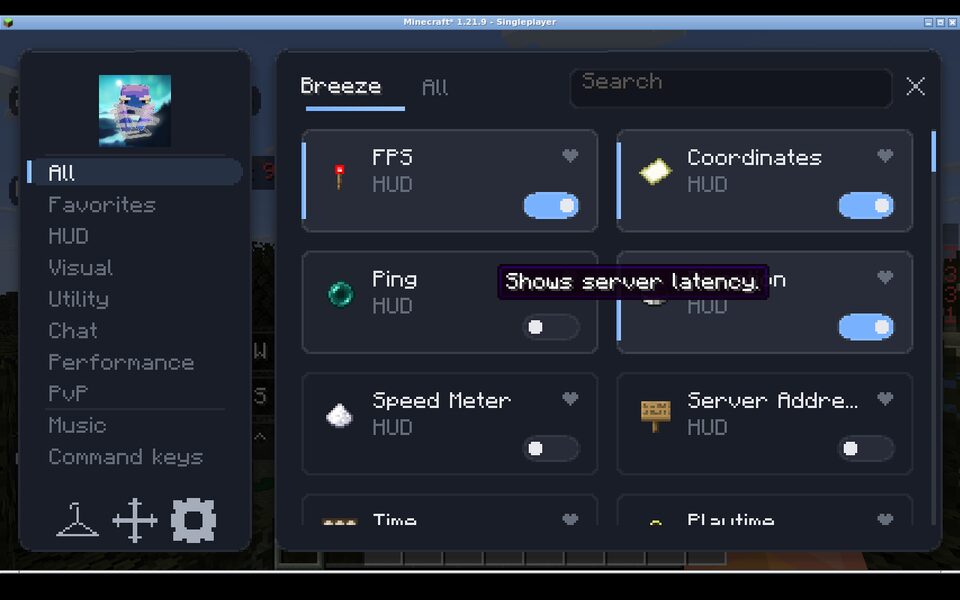 Minecraft* 1.21.9 - Singleplayer
Breeze
All
Search
All
Favorites
HUD
Visual
Utility
Chat
Performance
PvP
Music
Command keys
FPS
HUD
Coordinates
HUD
Ping
HUD
Shows server latency.
HUD
Speed Meter
HUD
Server Addre...
HUD
Time
Playtime
W
S